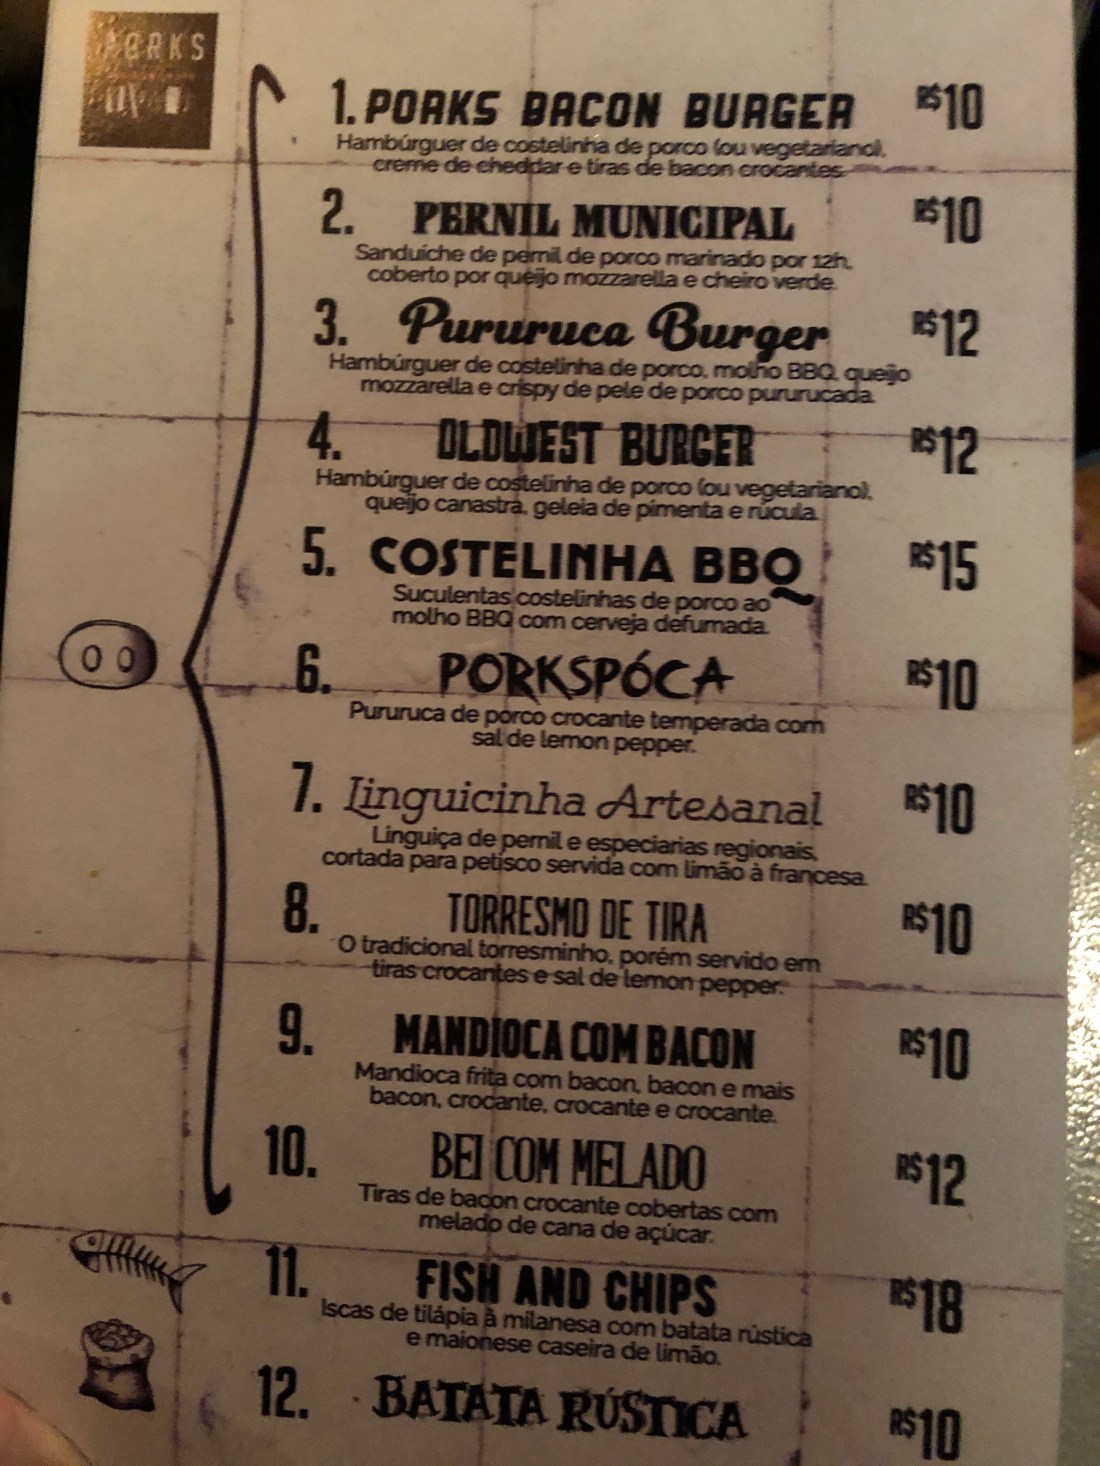 PORKS
1. PORKS BACON BURGER R$10
Hambúrguer de costelinha de porco (ou vegetariano),
creme de cheddar e tiras de bacon crocantes.
2. PERNIL MUNICIPAL R$10
Sanduíche de pernil de porco marinado por 12h,
coberto por queijo mozzarella e cheiro verde.
3. Pururuca Burger R$12
Hambúrguer de costelinha de porco, molho BBQ, queijo
mozzarella e crispy de pele de porco pururucada.
4. OLDWEST BURGER R$12
Hambúrguer de costelinha de porco (ou vegetariano),
queijo canastra, geleia de pimenta e rúcula.
5. COSTELINHA BBQ R$15
Suculentas costelinhas de porco ao
molho BBQ com cerveja defumada.
6. PORKSPÓCA R$10
Pururuca de porco crocante temperada com
sal de lemon pepper.
7. Linguicinha Artesanal R$10
Linguiça de pernil e especiarias regionais,
cortada para petisco servida com limão à francesa.
8. TORRESMO DE TIRA R$10
O tradicional torresminho, porém servido em
tiras crocantes e sal de lemon pepper.
9. MANDIOCA COM BACON R$10
Mandioca frita com bacon, bacon e mais
bacon, crocante, crocante e crocante.
10. BEI COM MELADO R$12
Tiras de bacon crocante cobertas com
melado de cana de açúcar.
11. FISH AND CHIPS R$18
Iscas de tilápia à milanesa com batata rústica
e maionese caseira de limão.
12. BATATA RÚSTICA R$10